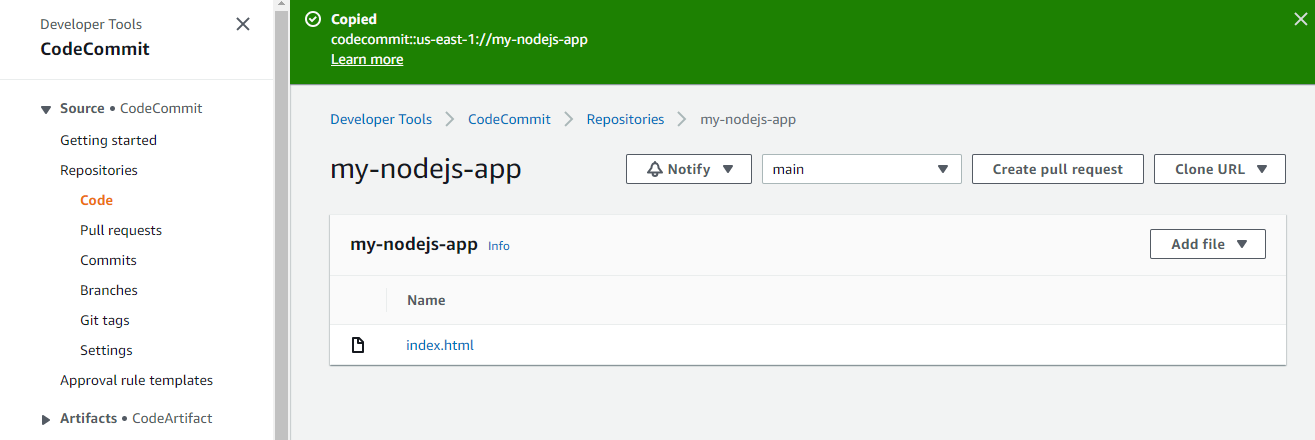 Developer Tools
CodeCommit
Source • CodeCommit
Getting started
Repositories
Code
Pull requests
Commits
Branches
Git tags
Settings
Approval rule templates
Artifacts • CodeArtifact
Copied
codecommit::us-east-1://my-nodejs-app
Learn more
Developer Tools > CodeCommit > Repositories > my-nodejs-app
my-nodejs-app Notify main Create pull request Clone URL
my-nodejs-app Info Add file
Name
index.html